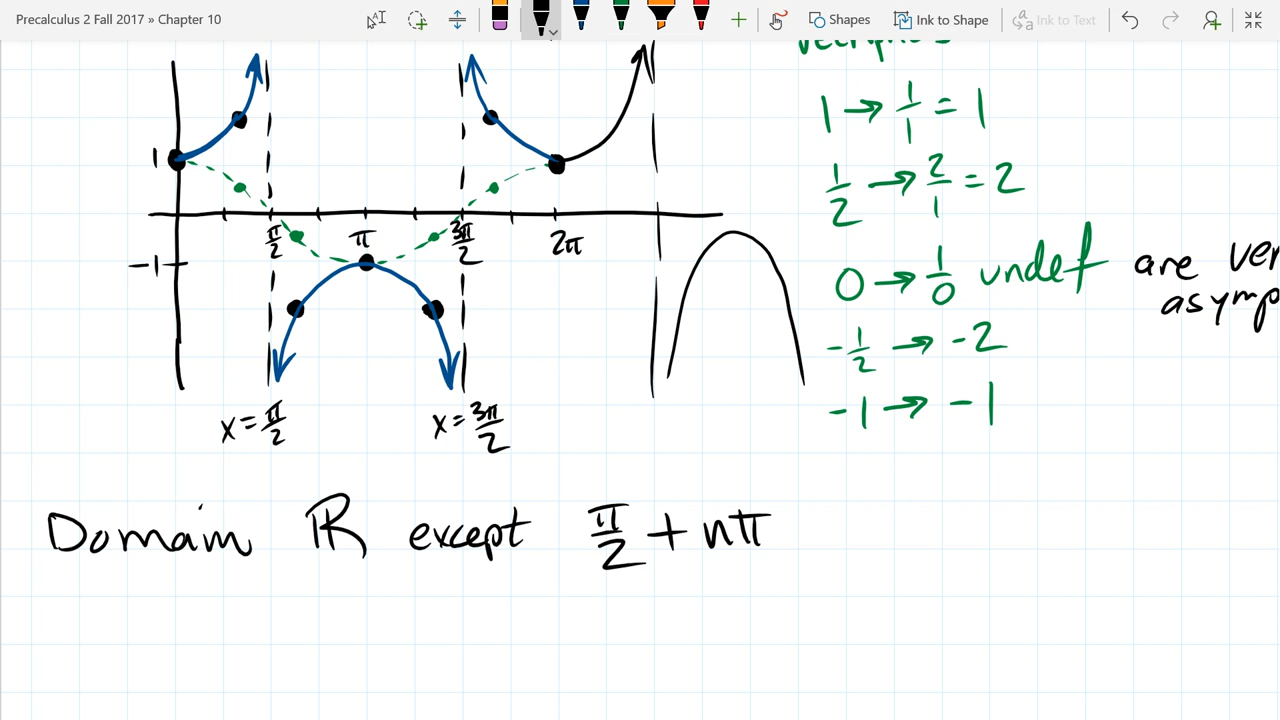 Precalculus 2 Fall 2017 » Chapter 10
Shapes
Ink to Shape
Ink to Text
1 → 1/1 = 1
1/2 → 2/1 = 2
0 → 1/0 undef
are ver
asymp
-1/2 → -2
-1 → -1
1
-1
π/2
π
3π/2
2π
x = π/2
x = 3π/2
Domain ℝ except π/2 + nπ